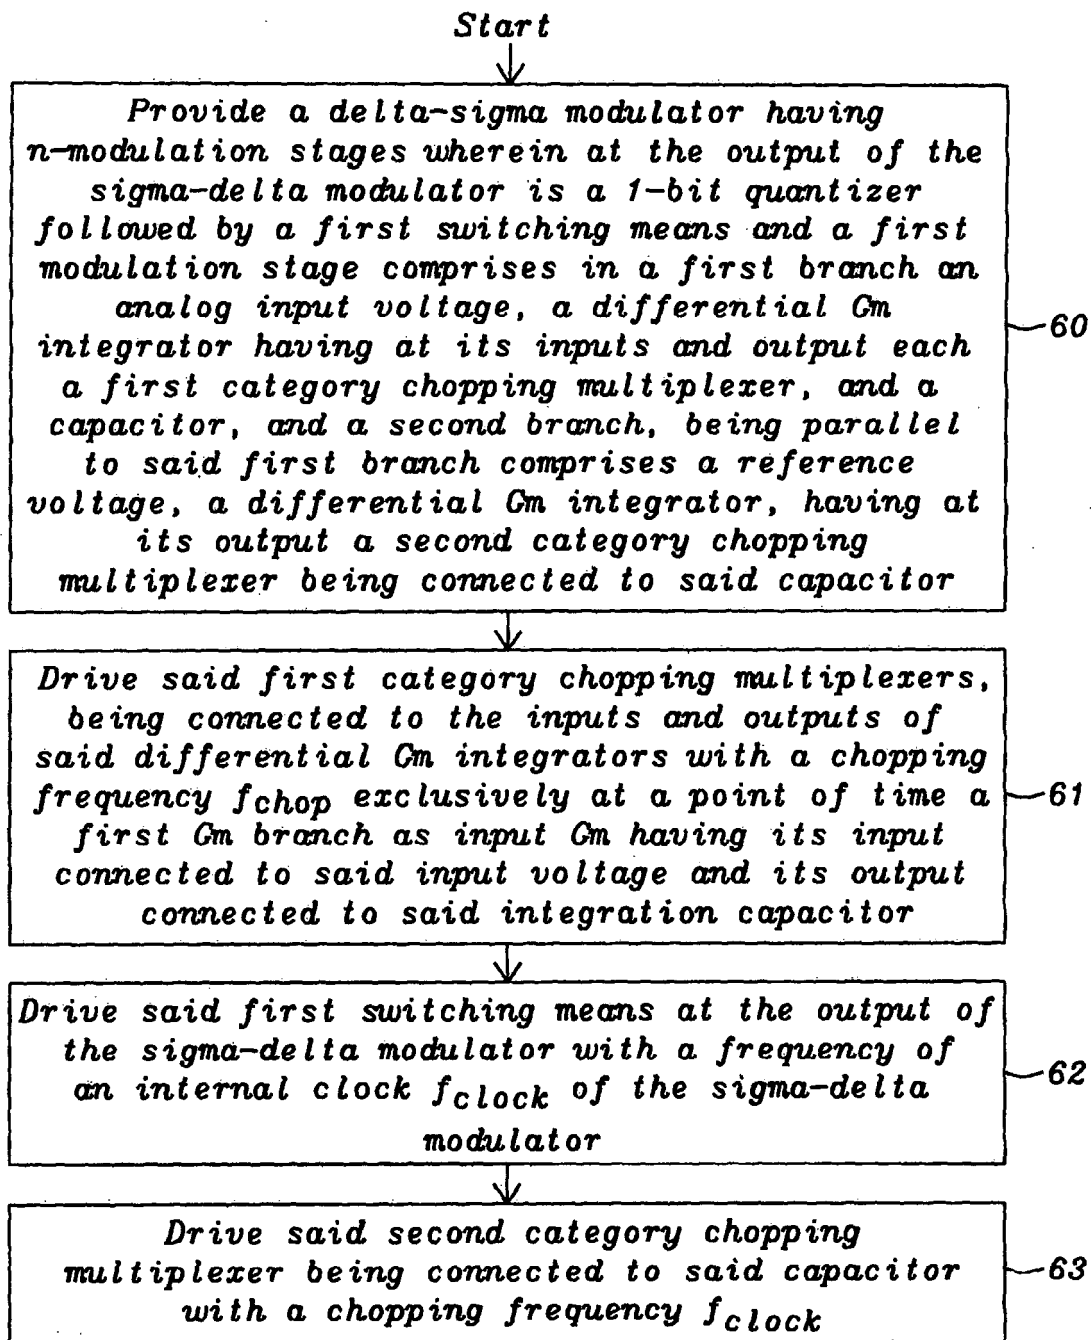 Start
Provide a delta-sigma modulator having
n-modulation stages wherein at the output of the
sigma-delta modulator is a 1-bit quantizer
followed by a first switching means and a first
modulation stage comprises in a first branch an
analog input voltage, a differential Gm
integrator having at its inputs and output each
a first category chopping multiplexer, and a
capacitor, and a second branch, being parallel
to said first branch comprises a reference
voltage, a differential Gm integrator, having at
its output a second category chopping
multiplexer being connected to said capacitor
60
Drive said first category chopping multiplexers,
being connected to the inputs and outputs of
said differential Gm integrators with a chopping
frequency fchop exclusively at a point of time a
first Gm branch as input Gm having its input
connected to said input voltage and its output
connected to said integration capacitor
61
Drive said first switching means at the output of
the sigma-delta modulator with a frequency of
an internal clock fclock of the sigma-delta
modulator
62
Drive said second category chopping
multiplexer being connected to said capacitor
with a chopping frequency fclock
63